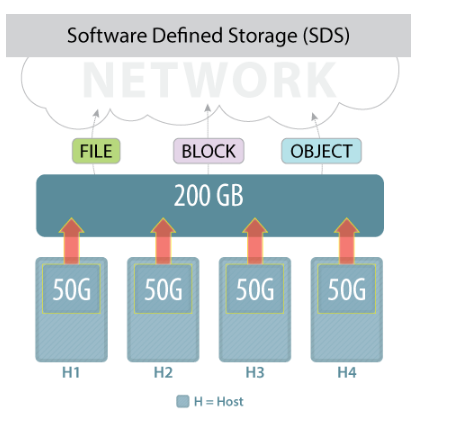 Software Defined Storage (SDS)
NETWORK
FILE BLOCK OBJECT
200 GB
50G 50G 50G 50G
H1 H2 H3 H4
H = Host